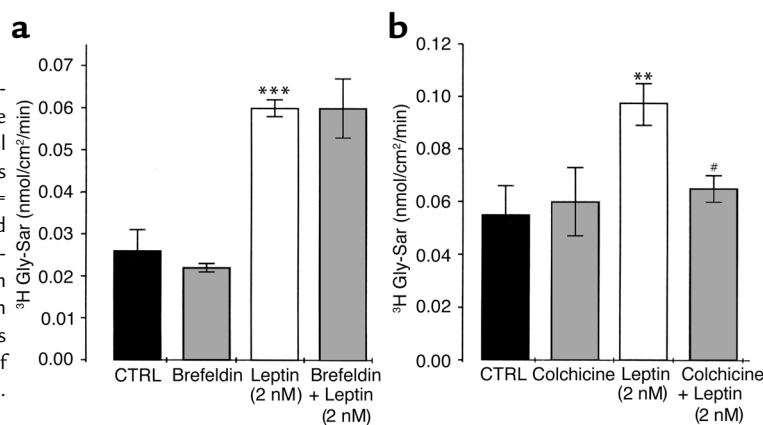 a
0.07
***
0.06
0.05
0.04
0.03
0.02
0.01
0.00
³H Gly-Sar (nmol/cm²/min)
CTRL Brefeldin Leptin Brefeldin
(2 nM) + Leptin
(2 nM)
b
0.12
**
0.10
0.08
#
0.06
0.04
0.02
0.00
³H Gly-Sar (nmol/cm²/min)
CTRL Colchicine Leptin Colchicine
(2 nM) + Leptin
(2 nM)